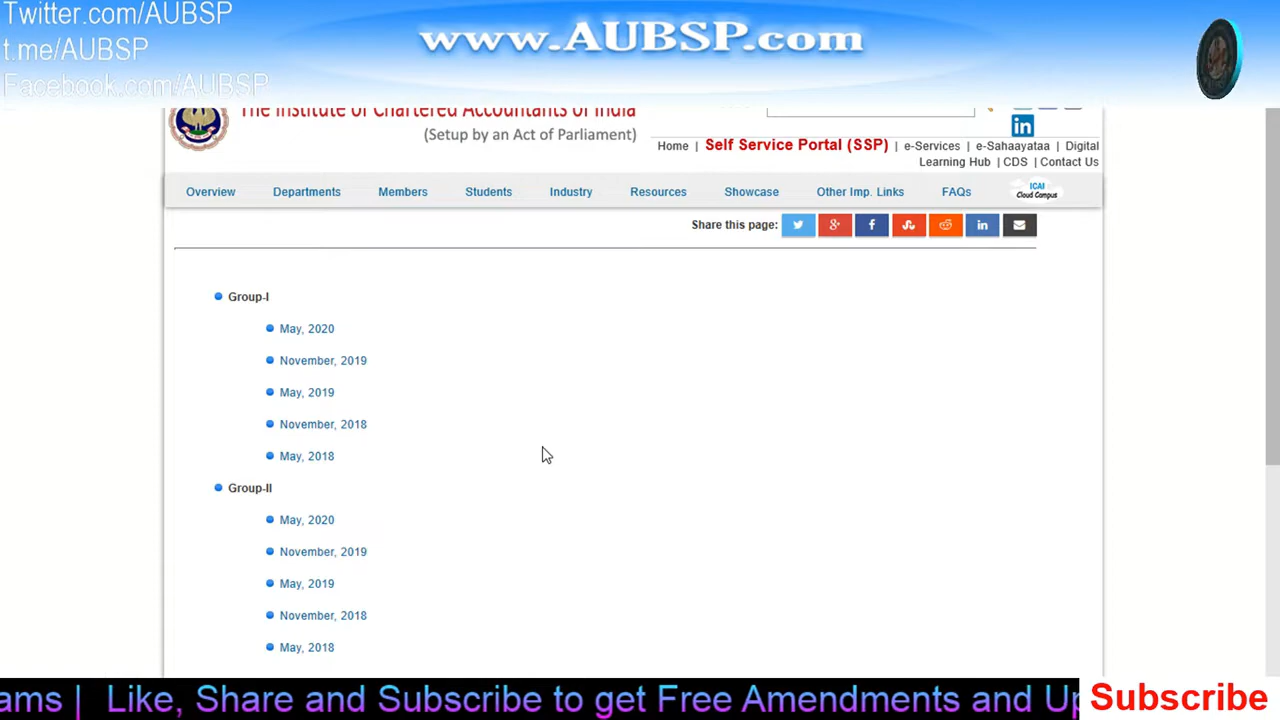 Twitter.com/AUBSP
t.me/AUBSP
Facebook.com/AUBSP
www.AUBSP.com
The Institute of Chartered Accountants of India
(Setup by an Act of Parliament)
Home | Self Service Portal (SSP) | e-Services | e-Sahaayataa | Digital
Learning Hub | CDS | Contact Us
Overview Departments Members Students Industry Resources Showcase Other Imp. Links FAQs ICAI Cloud Campus
Share this page:
Group-I
May, 2020
November, 2019
May, 2019
November, 2018
May, 2018
Group-II
May, 2020
November, 2019
May, 2019
November, 2018
May, 2018
ams | Like, Share and Subscribe to get Free Amendments and Up
Subscribe